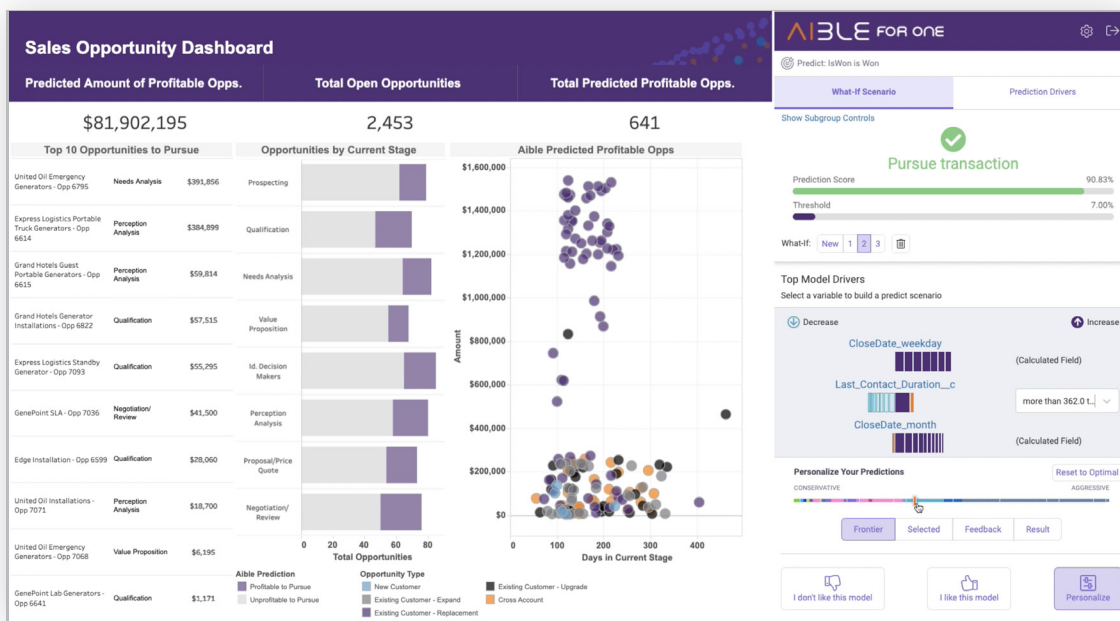 Sales Opportunity Dashboard
Predicted Amount of Profitable Opps.
Total Open Opportunities
Total Predicted Profitable Opps.
$81,902,195
2,453
641
Top 10 Opportunities to Pursue
United Oil Emergency
Generators - Opp 6795
Needs Analysis
$391,856
Express Logistics Portable
Truck Generators - Opp
6614
Perception
Analysis
$384,899
Grand Hotels Guest
Portable Generators - Opp
6615
Perception
Analysis
$59,814
Grand Hotels Generator
Installations - Opp 6822
Qualification
$57,515
Express Logistics Standby
Generator - Opp 7093
Qualification
$55,295
GenePoint SLA - Opp 7036
Negotiation/
Review
$41,500
Edge Installation - Opp 6599
Qualification
$28,060
United Oil Installations -
Opp 7071
Perception
Analysis
$18,700
United Oil Emergency
Generators - Opp 7068
Value Proposition
$6,195
GenePoint Lab Generators -
Opp 6641
Qualification
$1,171
Opportunities by Current Stage
Prospecting
Qualification
Needs Analysis
Value
Proposition
Id. Decision
Makers
Perception
Analysis
Proposal/Price
Quote
Negotiation/
Review
0 20 40 60 80
Total Opportunities
Aible Predicted Profitable Opps
$1,600,000
$1,400,000
$1,200,000
$1,000,000
$800,000
$600,000
$400,000
$200,000
$0
Amount
0 100 200 300 400
Days in Current Stage
Aible Prediction
Profitable to Pursue
Unprofitable to Pursue
Opportunity Type
New Customer
Existing Customer - Expand
Existing Customer - Replacement
Existing Customer - Upgrade
Cross Account
AIBLE FOR ONE
Predict: IsWon is Won
What-If Scenario
Prediction Drivers
Show Subgroup Controls
Pursue transaction
Prediction Score
90.83%
Threshold
7.00%
What-If: New 1 2 3
Top Model Drivers
Select a variable to build a predict scenario
Decrease
Increase
CloseDate_weekday
(Calculated Field)
Last_Contact_Duration__c
more than 362.0 t..
CloseDate_month
(Calculated Field)
Personalize Your Predictions
Reset to Optimal
CONSERVATIVE
AGGRESSIVE
Frontier
Selected
Feedback
Result
I don't like this model
I like this model
Personalize